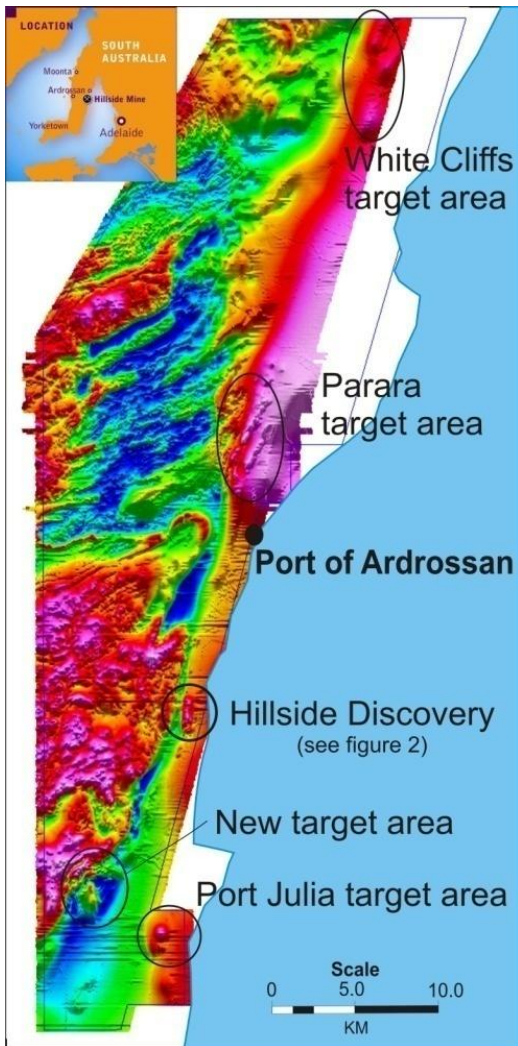 LOCATION
SOUTH
AUSTRALIA
Moonta
Ardrossan
Hillside Mine
Yorketown
Adelaide
White Cliffs
target area
Parara
target area
Port of Ardrossan
Hillside Discovery
(see figure 2)
New target area
Port Julia target area
Scale
0 5.0 10.0
KM